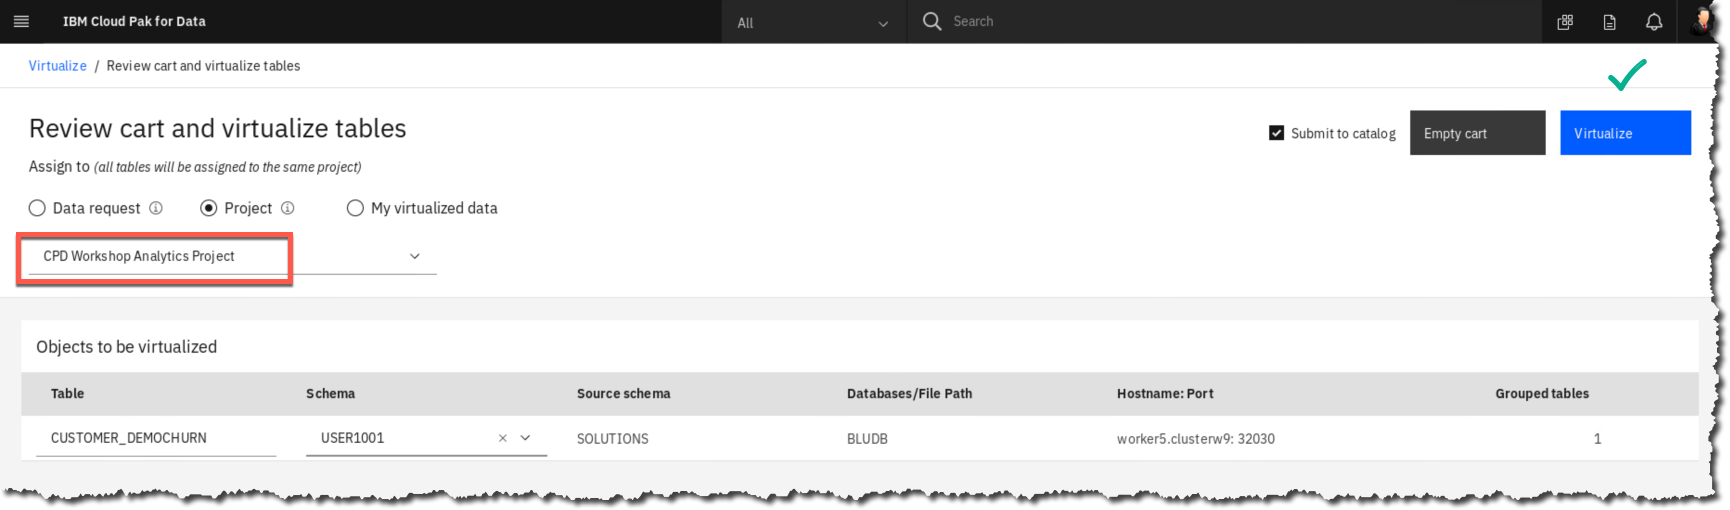 IBM Cloud Pak for Data
All
Search
Virtualize / Review cart and virtualize tables
Review cart and virtualize tables
Submit to catalog
Empty cart
Virtualize
Assign to (all tables will be assigned to the same project)
Data request
Project
My virtualized data
CPD Workshop Analytics Project
Objects to be virtualized
Table Schema Source schema Databases/File Path Hostname: Port Grouped tables
CUSTOMER_DEMOCHURN USER1001 SOLUTIONS BLUDB worker5.clusterw9: 32030 1